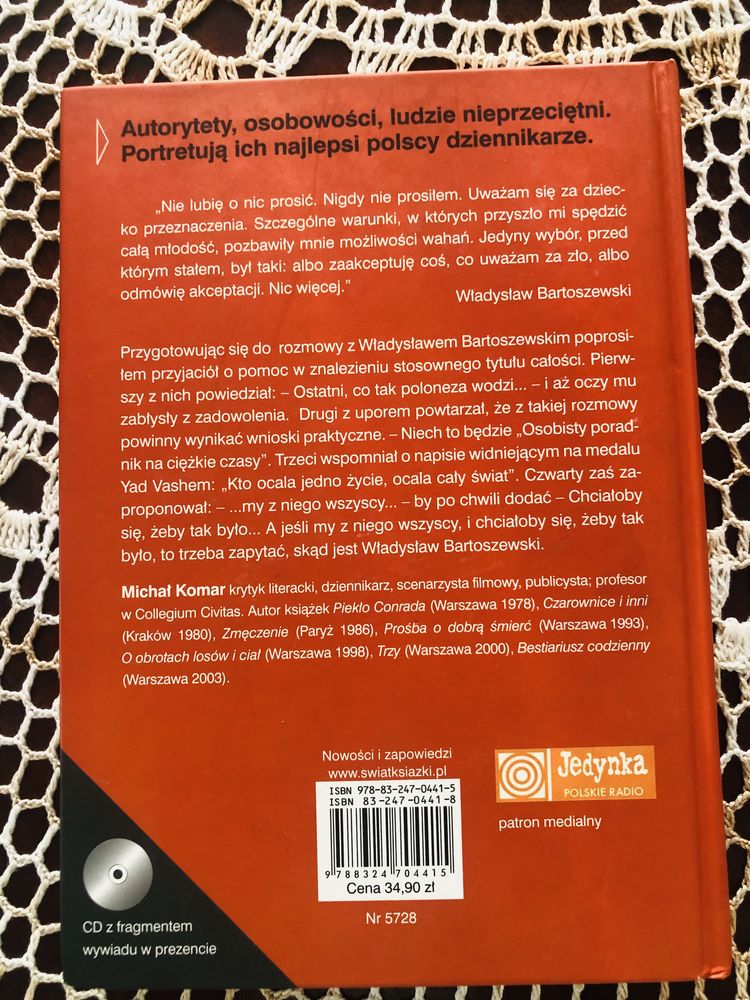 Autorytety, osobowości, ludzie nieprzeciętni.
Portretują ich najlepsi polscy dziennikarze.
„Nie lubię o nic prosić. Nigdy nie prosiłem. Uważam się za dziec-
ko przeznaczenia. Szczególne warunki, w których przyszło mi spędzić
całą młodość, pozbawiły mnie możliwości wahań. Jedyny wybór, przed
którym stałem, był taki: albo zaakceptuję coś, co uważam za zło, albo
odmówię akceptacji. Nic więcej.”
Władysław Bartoszewski
Przygotowując się do rozmowy z Władysławem Bartoszewskim poprosi-
łem przyjaciół o pomoc w znalezieniu stosownego tytułu całości. Pierw-
szy z nich powiedział: – Ostatni, co tak poloneza wodzi... – i aż oczy mu
zabłysły z zadowolenia. Drugi z uporem powtarzał, że z takiej rozmowy
powinny wynikać wnioski praktyczne. – Niech to będzie „Osobisty porad-
nik na ciężkie czasy”. Trzeci wspomniał o napisie widniejącym na medalu
Yad Vashem: „Kto ocala jedno życie, ocala cały świat”. Czwarty zaś za-
proponował: – ...my z niego wszyscy... – by po chwili dodać – Chciałoby
się, żeby tak było... A jeśli my z niego wszyscy, i chciałoby się, żeby tak
było, to trzeba zapytać, skąd jest Władysław Bartoszewski.
Michał Komar krytyk literacki, dziennikarz, scenarzysta filmowy, publicysta; profesor
w Collegium Civitas. Autor książek Piekło Conrada (Warszawa 1978), Czarownice i inni
(Kraków 1980), Zmęczenie (Paryż 1986), Prośba o dobrą śmierć (Warszawa 1993),
O obrotach losów i ciał (Warszawa 1998), Trzy (Warszawa 2000), Bestiariusz codzienny
(Warszawa 2003).
Nowości i zapowiedzi
www.swiatksiazki.pl
ISBN 978-83-247-0441-5
ISBN 83-247-0441-8
9 788324 704415
Cena 34,90 zł
Nr 5728
Jedynka
POLSKIE RADIO
patron medialny
CD z fragmentem
wywiadu w prezencie